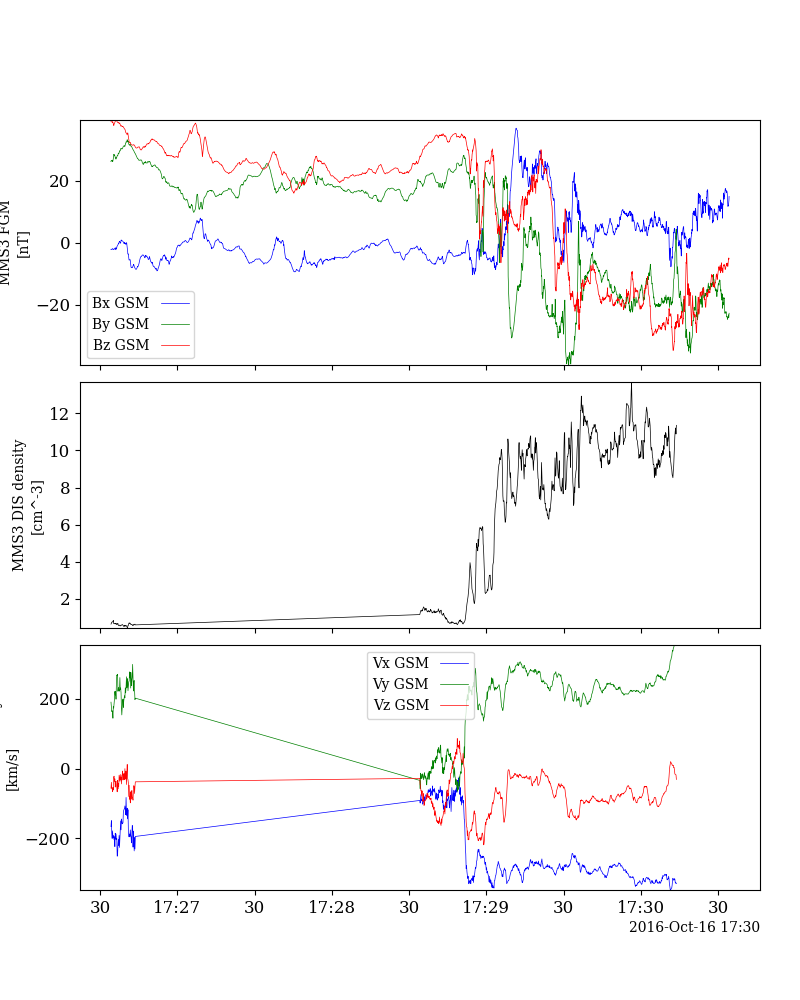 MMS3 FGM
[nT]
20
0
−20
Bx GSM
By GSM
Bz GSM
MMS3 DIS density
[cm^-3]
12
10
8
6
4
2
[km/s]
200
0
−200
Vx GSM
Vy GSM
Vz GSM
30 17:27 30 17:28 30 17:29 30 17:30 30
2016-Oct-16 17:30